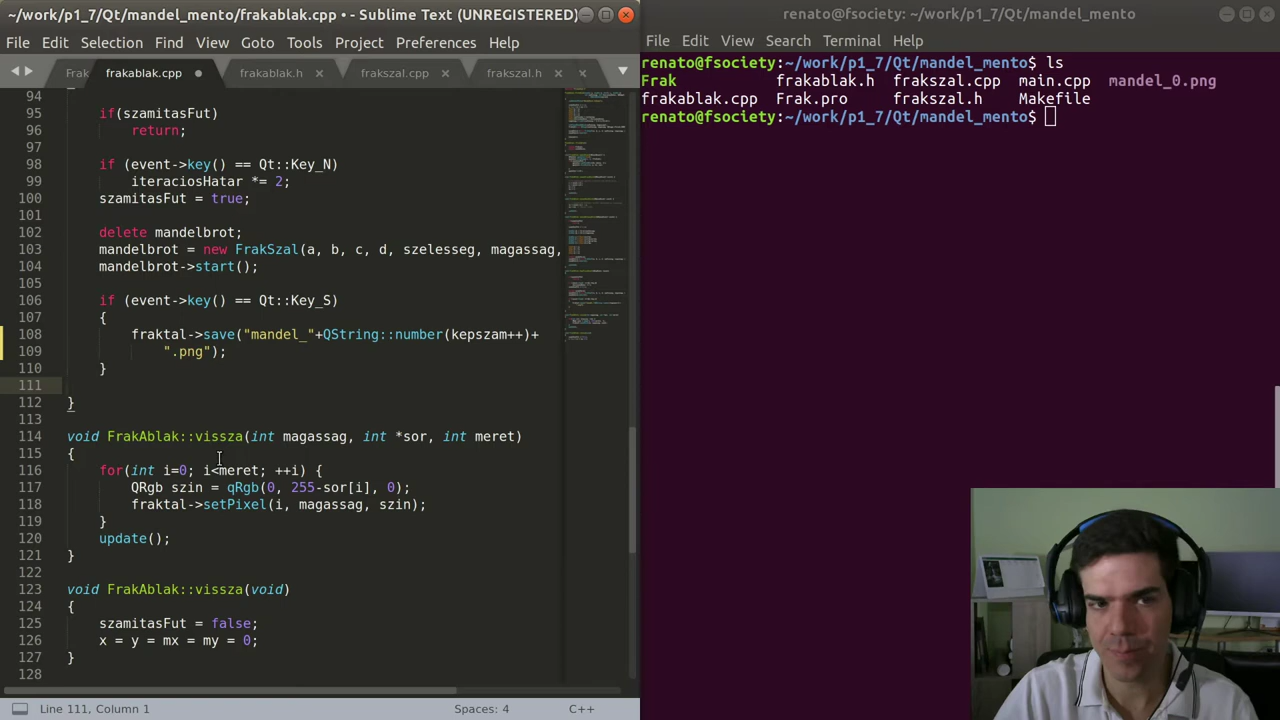 ~/work/p1_7/Qt/mandel_mento/frakablak.cpp • - Sublime Text (UNREGISTERED)
File Edit Selection Find View Goto Tools Project Preferences Help
Frak frakablak.cpp frakablak.h frakszal.cpp frakszal.h
94
95 if(szamitasFut)
96 return;
97
98 if (event->key() == Qt::Key_N)
99 iteraciosHatar *= 2;
100 szamitasFut = true;
101
102 delete mandelbrot;
103 mandelbrot = new FrakSzal(a, b, c, d, szelesseg, magassag,
104 mandelbrot->start();
105
106 if (event->key() == Qt::Key_S)
107 {
108 fraktal->save("mandel_"+QString::number(kepszam++)+
109 ".png");
110 }
111
112 }
113
114 void FrakAblak::vissza(int magassag, int *sor, int meret)
115 {
116 for(int i=0; i<meret; ++i) {
117 QRgb szin = qRgb(0, 255-sor[i], 0);
118 fraktal->setPixel(i, magassag, szin);
119 }
120 update();
121 }
122
123 void FrakAblak::vissza(void)
124 {
125 szamitasFut = false;
126 x = y = mx = my = 0;
127 }
128
Line 111, Column 1 Spaces: 4 C++
renato@fsociety: ~/work/p1_7/Qt/mandel_mento
File Edit View Search Terminal Help
renato@fsociety:~/work/p1_7/Qt/mandel_mento$ ls
Frak frakablak.h frakszal.cpp main.cpp mandel_0.png
frakablak.cpp Frak.pro frakszal.h Makefile
renato@fsociety:~/work/p1_7/Qt/mandel_mento$